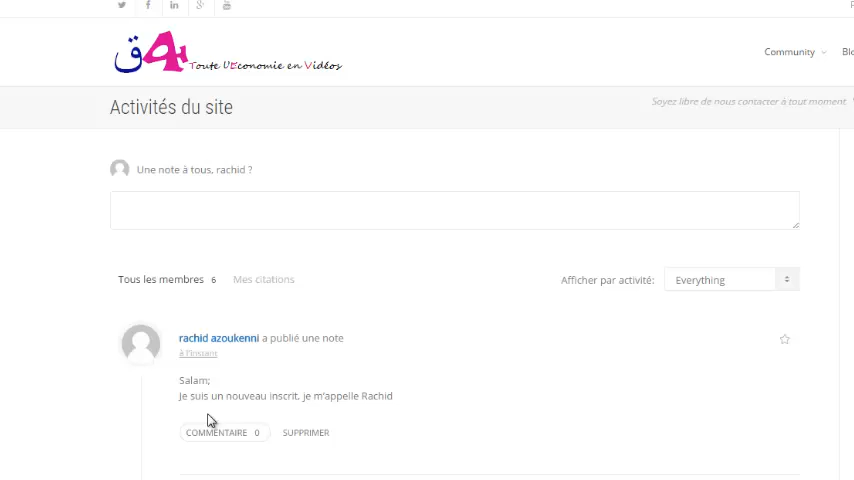 Community
Blo
Toute L'Economie en Vidéos
Activités du site
Soyez libre de nous contacter à tout moment
Une note à tous, rachid ?
Tous les membres 6 Mes citations
Afficher par activité: Everything
rachid azoukenni a publié une note
à l'instant
Salam;
Je suis un nouveau inscrit, je m'appelle Rachid
COMMENTAIRE 0 SUPPRIMER